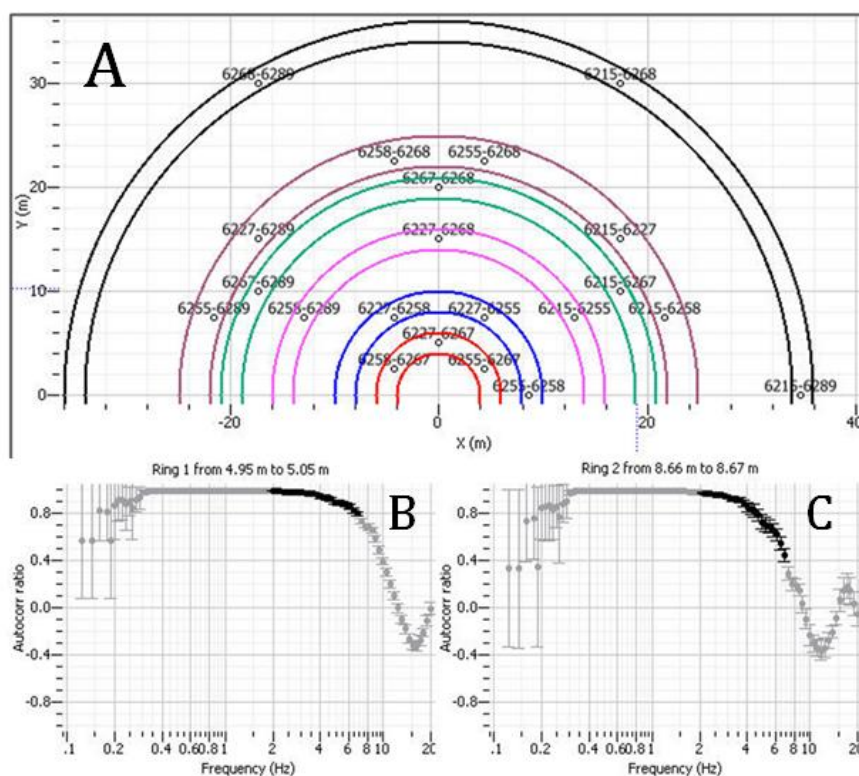 A
6268-6289 6215-6268
30
6258-6268 6255-6268
6267-6268
20
6227-6289 6227-6268 6215-6227
6267-6289 6215-6267
10
6255-6289 6258-6289 6227-6258 6227-6255 6215-6255 6215-6258
6227-6267
6258-6267 6255-6267
0
6255-6258 6215-6289
Y (m)
-20 0 20 40
X (m)
Ring 1 from 4.95 m to 5.05 m
B
0.8
0.4
0.0
-0.4
-0.8
Autocorr ratio
.1 0.2 0.4 0.60.8 1 2 4 6 8 10 20
Frequency (Hz)
Ring 2 from 8.66 m to 8.67 m
C
0.8
0.4
0.0
-0.4
-0.8
Autocorr ratio
.1 0.2 0.4 0.60.8 1 2 4 6 8 10 20
Frequency (Hz)